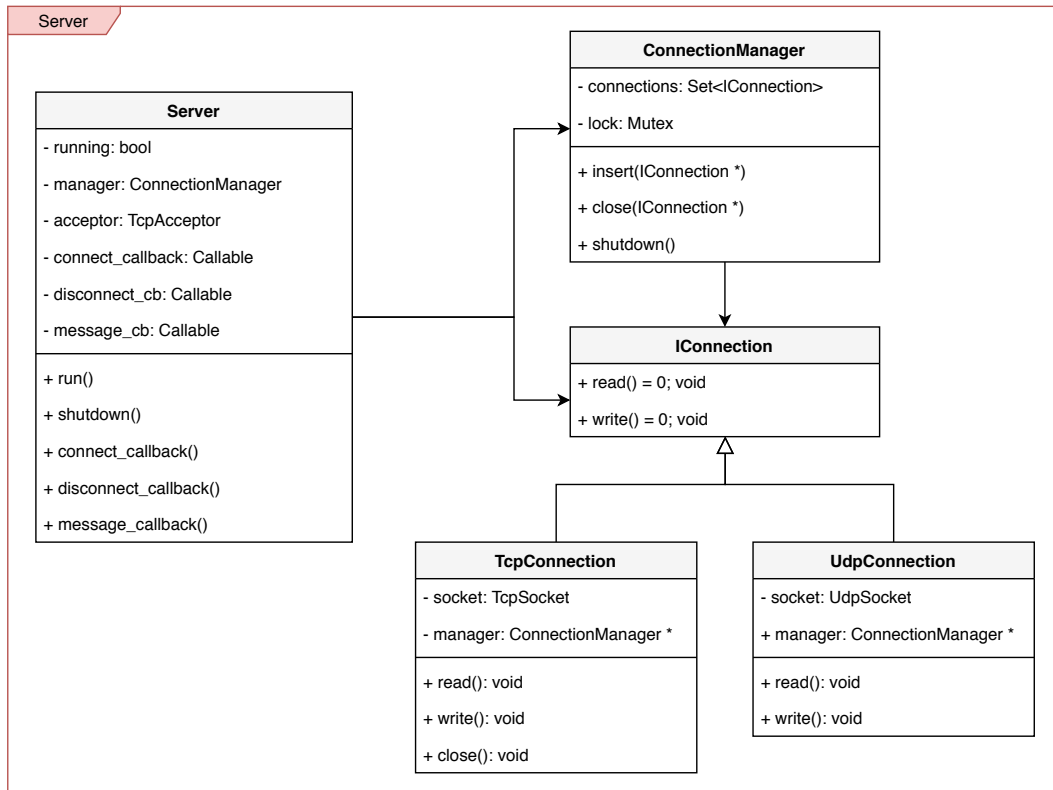 Server
ConnectionManager
- connections: Set<IConnection>
- lock: Mutex
+ insert(IConnection *)
+ close(IConnection *)
+ shutdown()
Server
- running: bool
- manager: ConnectionManager
- acceptor: TcpAcceptor
- connect_callback: Callable
- disconnect_cb: Callable
- message_cb: Callable
+ run()
+ shutdown()
+ connect_callback()
+ disconnect_callback()
+ message_callback()
IConnection
+ read() = 0; void
+ write() = 0; void
TcpConnection
- socket: TcpSocket
- manager: ConnectionManager *
+ read(): void
+ write(): void
+ close(): void
UdpConnection
- socket: UdpSocket
+ manager: ConnectionManager *
+ read(): void
+ write(): void